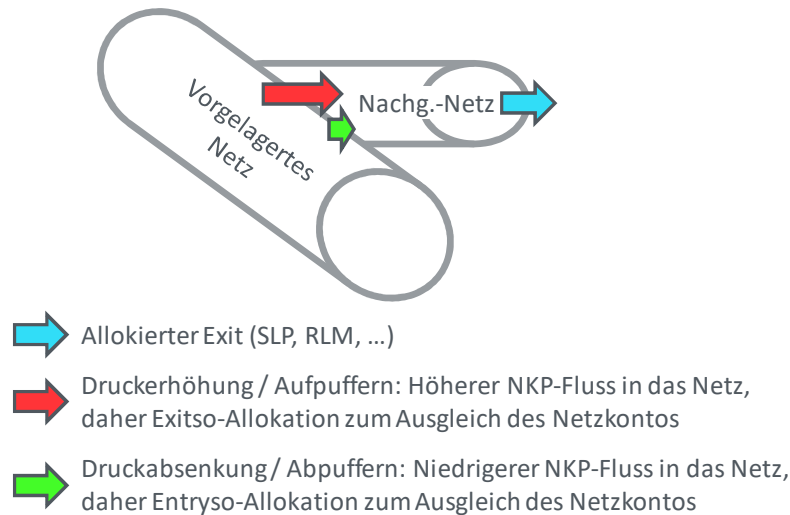 Vorgelagertes
Netz
Nachg.-Netz
Allokierter Exit (SLP, RLM, …)
Druckerhöhung / Aufpuffern: Höherer NKP-Fluss in das Netz,
daher Exitso-Allokation zum Ausgleich des Netzkontos
Druckabsenkung / Abpuffern: Niedrigerer NKP-Fluss in das Netz,
daher Entryso-Allokation zum Ausgleich des Netzkontos